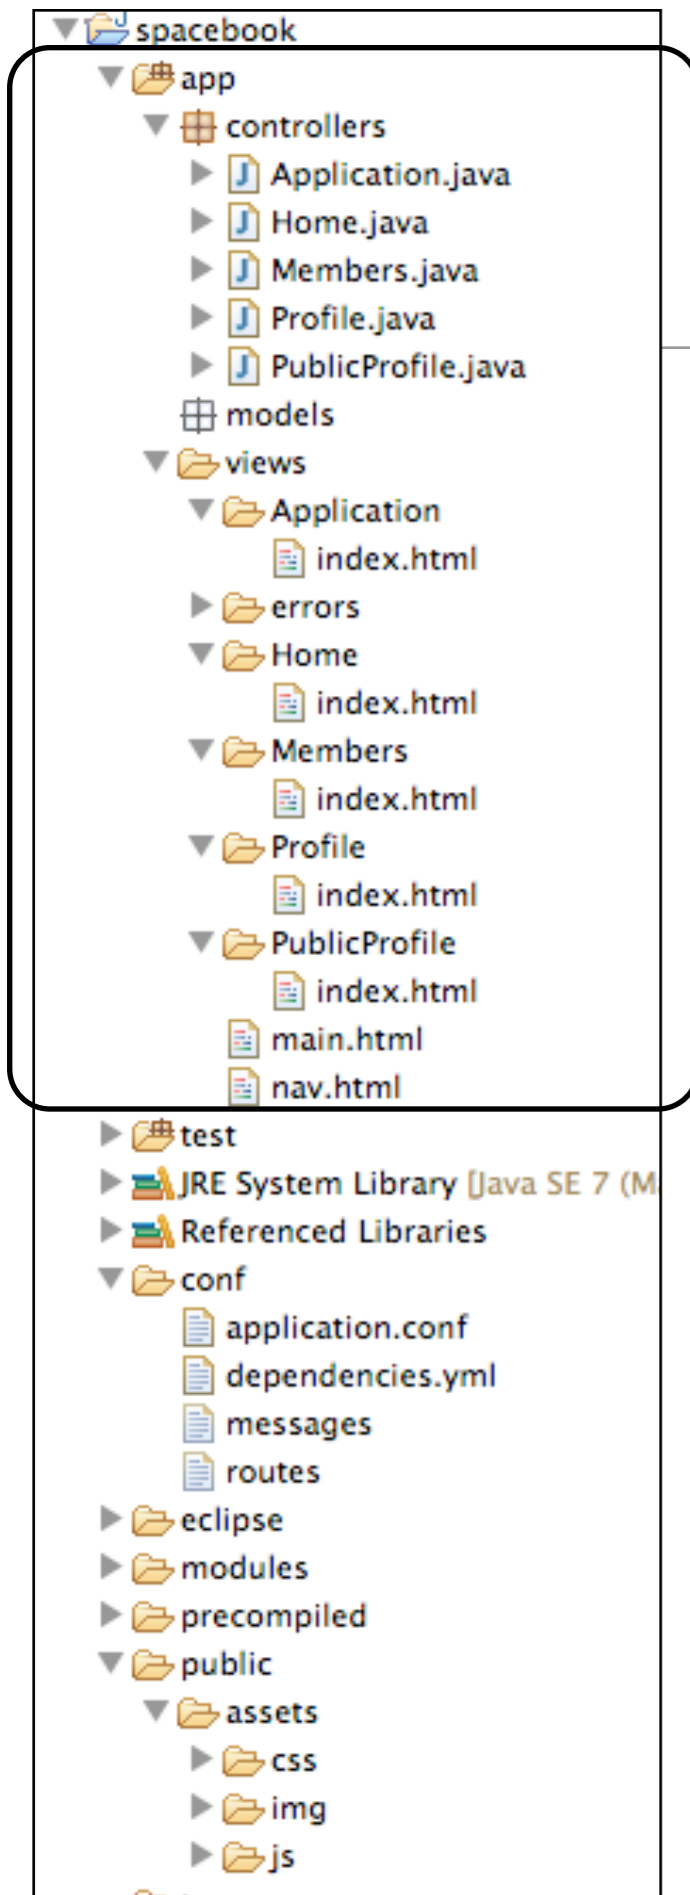 spacebook
app
controllers
Application.java
Home.java
Members.java
Profile.java
PublicProfile.java
models
views
Application
index.html
errors
Home
index.html
Members
index.html
Profile
index.html
PublicProfile
index.html
main.html
nav.html
test
JRE System Library [Java SE 7 (M
Referenced Libraries
conf
application.conf
dependencies.yml
messages
routes
eclipse
modules
precompiled
public
assets
css
img
js